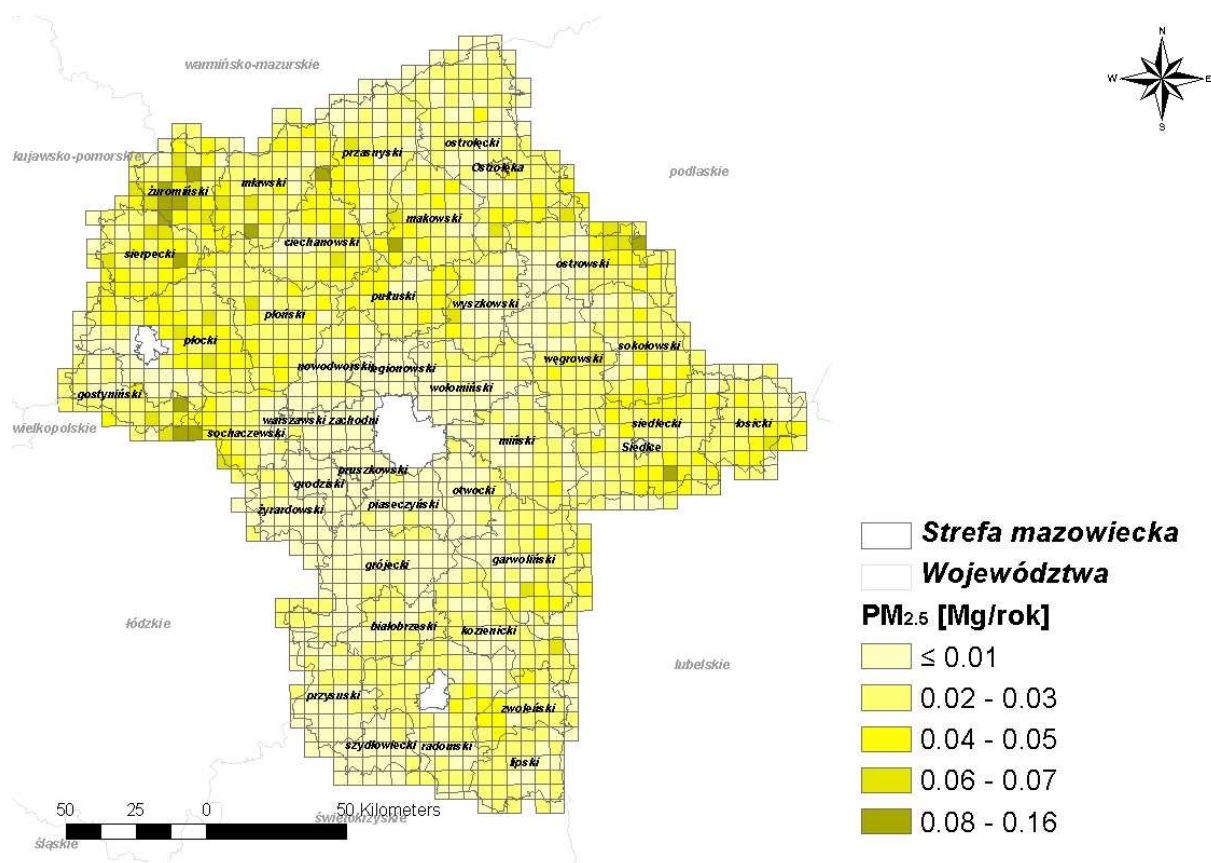 warmińsko-mazurskie
N
W
E
S
kujawsko-pomorskie
przasnyski
ostrołęcki
Ostrołęka
podlaskie
żuromiński
mławski
makowski
sierpecki
ciechanowski
ostrowski
pułtuski
wyszkowski
płoński
płocki
sokołowski
węgrowski
nowodworski
legionowski
wołomiński
gostyniński
wielkopolskie
sochaczewski
warszawski zachodni
siedlecki
łosicki
miński
Siedlce
pruszkowski
grodziski
otwocki
żyrardowski
piaseczyński
grójecki
garwoliński
łódzkie
białobrzeski
kozienicki
lubelskie
przysuski
zwoleński
szydłowiecki
radomski
lipski
50 25 0 50 Kilometers
świętokrzyskie
śląskie
Strefa mazowiecka
Województwa
PM2.5 [Mg/rok]
≤ 0.01
0.02 - 0.03
0.04 - 0.05
0.06 - 0.07
0.08 - 0.16